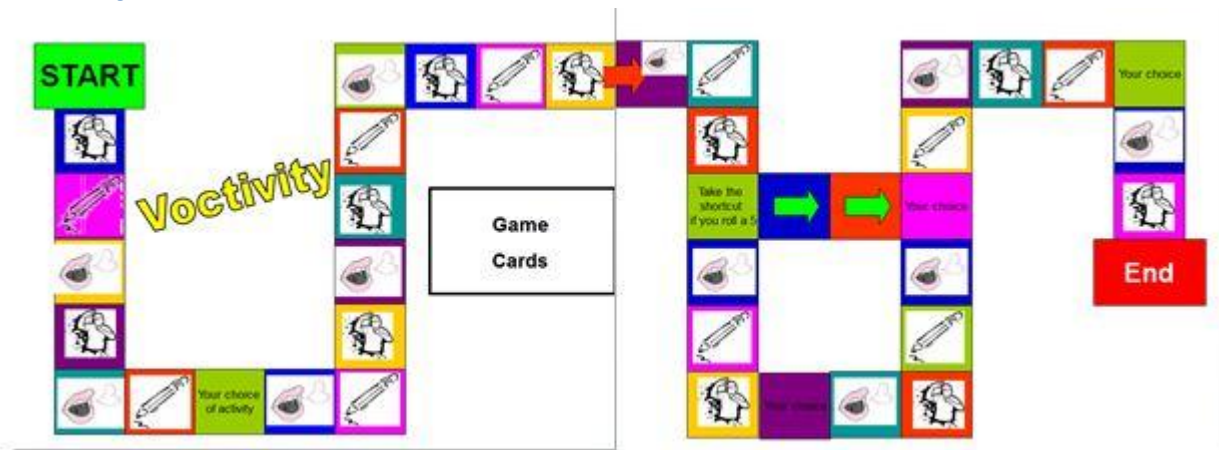 START
Voctivity
Your choice
of activity
Game
Cards
Take the
shortcut
if you roll a 5
Your choice
Your choice
Your choice
End